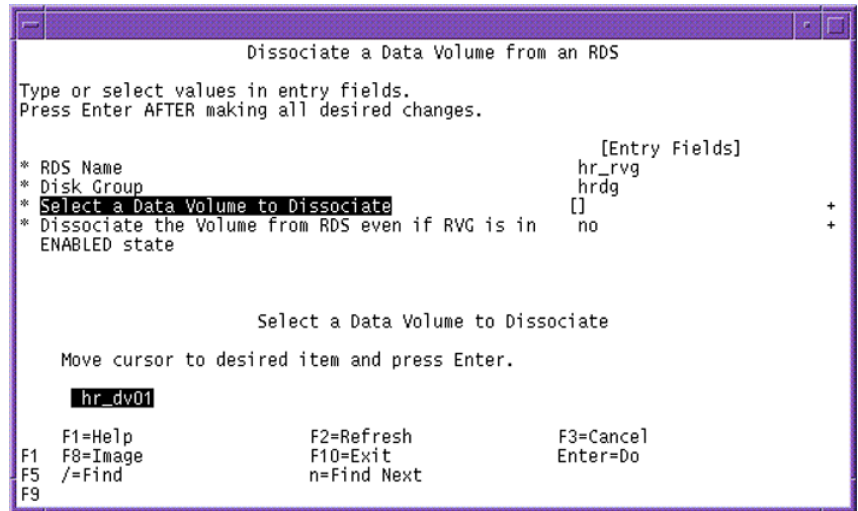 Dissociate a Data Volume from an RDS
Type or select values in entry fields.
Press Enter AFTER making all desired changes.
[Entry Fields]
* RDS Name hr_rvg
* Disk Group hrdg
* Select a Data Volume to Dissociate [] +
* Dissociate the Volume from RDS even if RVG is in no +
ENABLED state
Select a Data Volume to Dissociate
Move cursor to desired item and press Enter.
hr_dv01
F1=Help F2=Refresh F3=Cancel
F1 F8=Image F10=Exit Enter=Do
F5 /=Find n=Find Next
F9